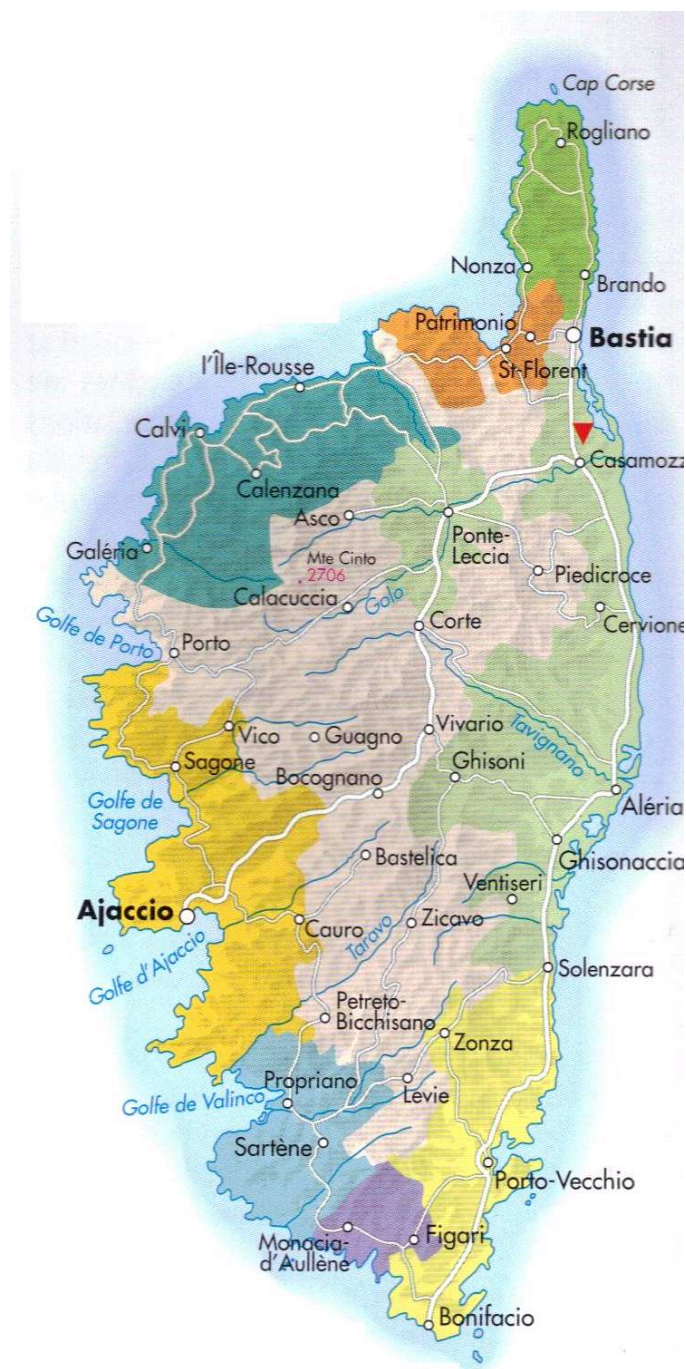 Cap Corse
Rogliano
Nonza
Brando
Patrimonio
Bastia
St-Florent
l'Île-Rousse
Calvi
Casamozz
Calenzana
Asco
Ponte-
Leccia
Galéria
Mte Cinto
2706
Piedicroce
Calacuccia
Golo
Cervione
Golfe de Porto
Corte
Porto
Vico
Guagno
Vivario
Tavignano
Sagone
Ghisoni
Bocognano
Golfe de
Sagone
Aléria
Ghisonaccia
Bastelica
Ventiseri
Ajaccio
Cauro
Taravo
Zicavo
Golfe d'Ajaccio
Solenzara
Petreto-
Bicchisano
Zonza
Propriano
Levie
Golfe de Valinco
Sartène
Porto-Vecchio
Monacia-
d'Aullène
Figari
Bonifacio